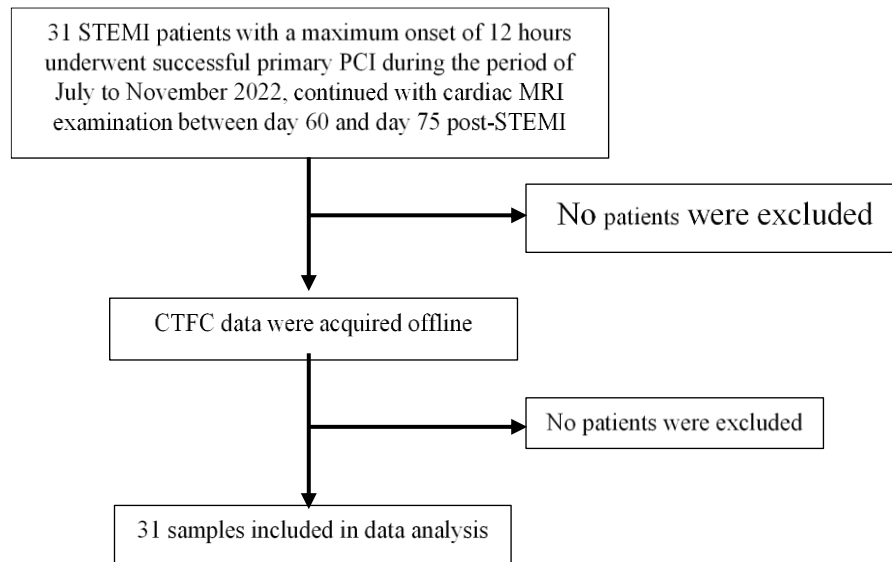 31 STEMI patients with a maximum onset of 12 hours
underwent successful primary PCI during the period of
July to November 2022, continued with cardiac MRI
examination between day 60 and day 75 post-STEMI
No patients were excluded
CTFC data were acquired offline
No patients were excluded
31 samples included in data analysis